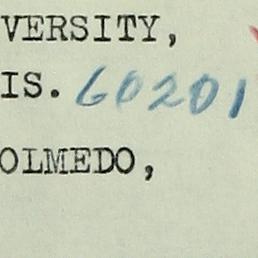 VERSITY,
IS. 60201
OLMEDO,